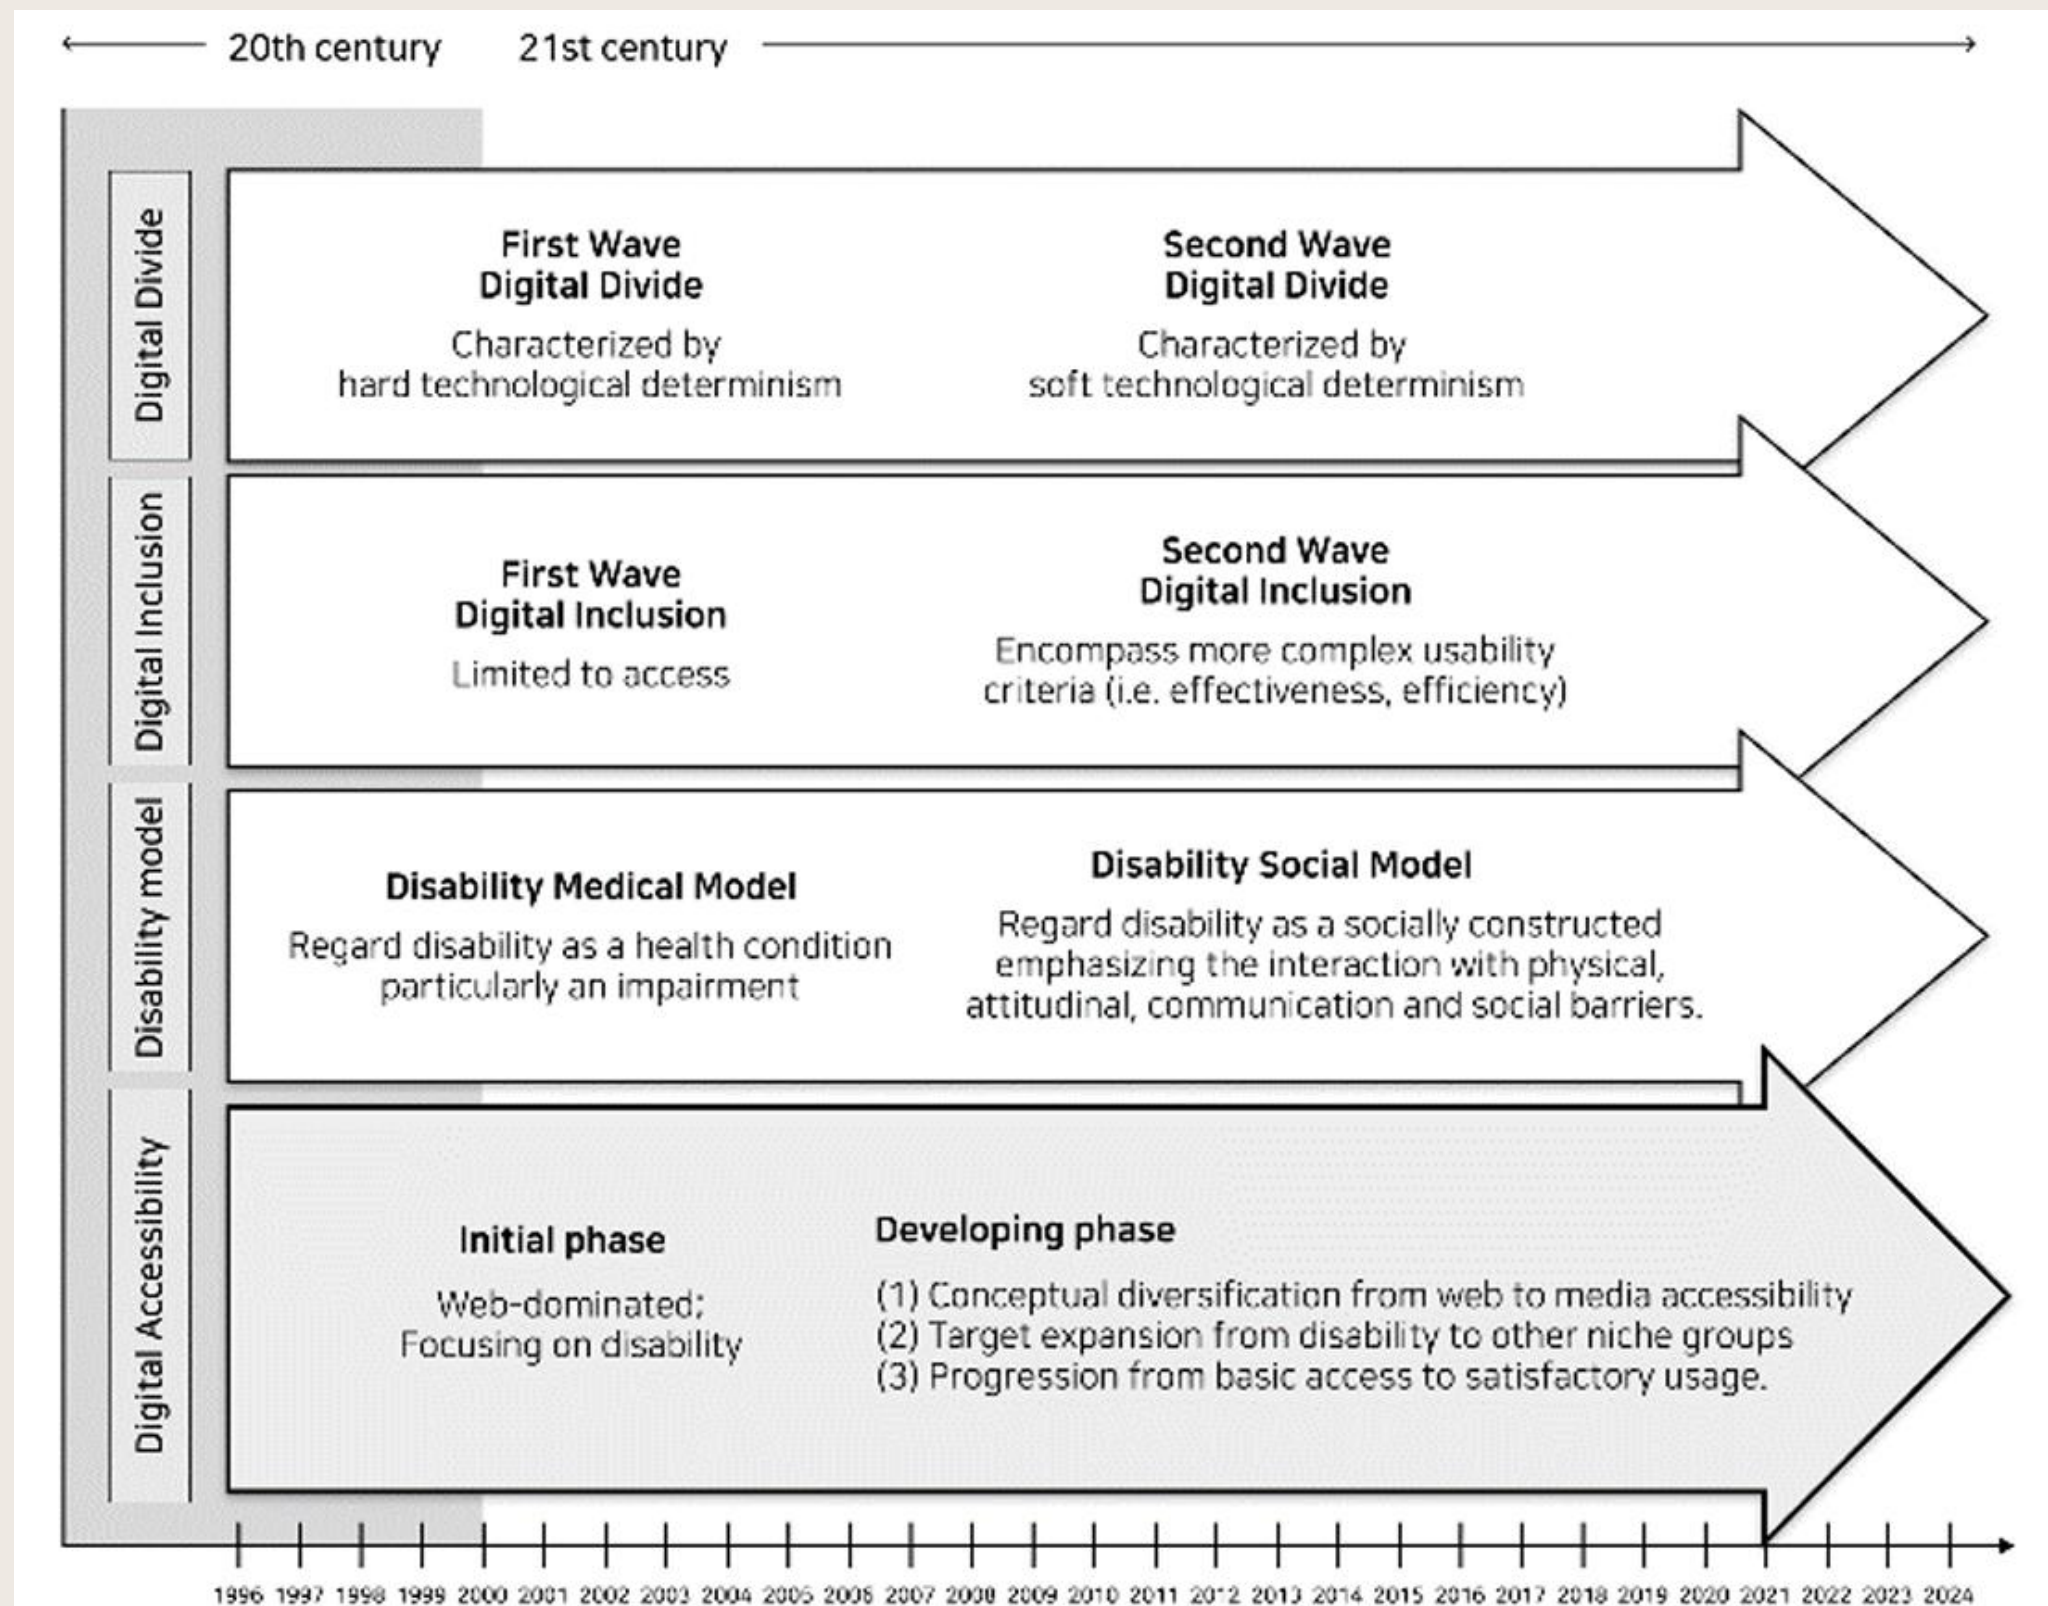 20th century
21st century
Digital Divide
First Wave
Digital Divide
Characterized by
hard technological determinism
Second Wave
Digital Divide
Characterized by
soft technological determinism
Digital Inclusion
First Wave
Digital Inclusion
Limited to access
Second Wave
Digital Inclusion
Encompass more complex usability
criteria (i.e. effectiveness, efficiency)
Disability model
Disability Medical Model
Regard disability as a health condition
particularly an impairment
Disability Social Model
Regard disability as a socially constructed
emphasizing the interaction with physical,
attitudinal, communication and social barriers.
Digital Accessibility
Initial phase
Web-dominated;
Focusing on disability
Developing phase
(1) Conceptual diversification from web to media accessibility
(2) Target expansion from disability to other niche groups
(3) Progression from basic access to satisfactory usage.
1996 1997 1998 1999 2000 2001 2002 2003 2004 2005 2006 2007 2008 2009 2010 2011 2012 2013 2014 2015 2016 2017 2018 2019 2020 2021 2022 2023 2024